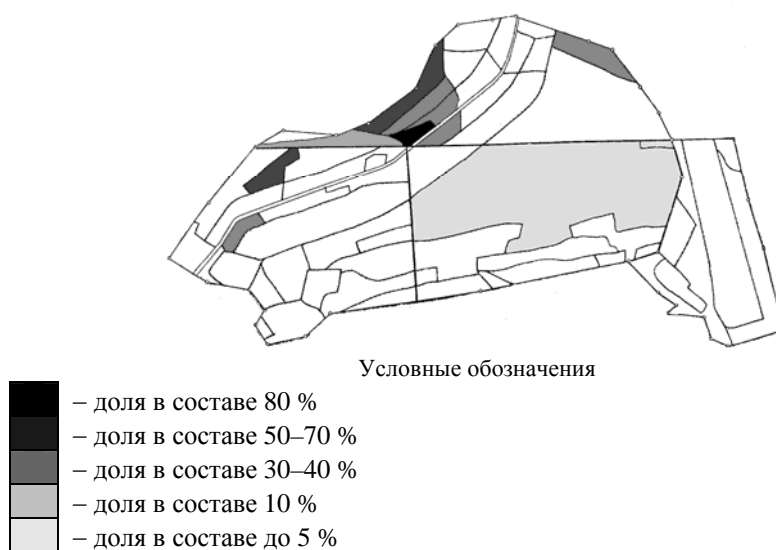 Условные обозначения
– доля в составе 80 %
– доля в составе 50–70 %
– доля в составе 30–40 %
– доля в составе 10 %
– доля в составе до 5 %